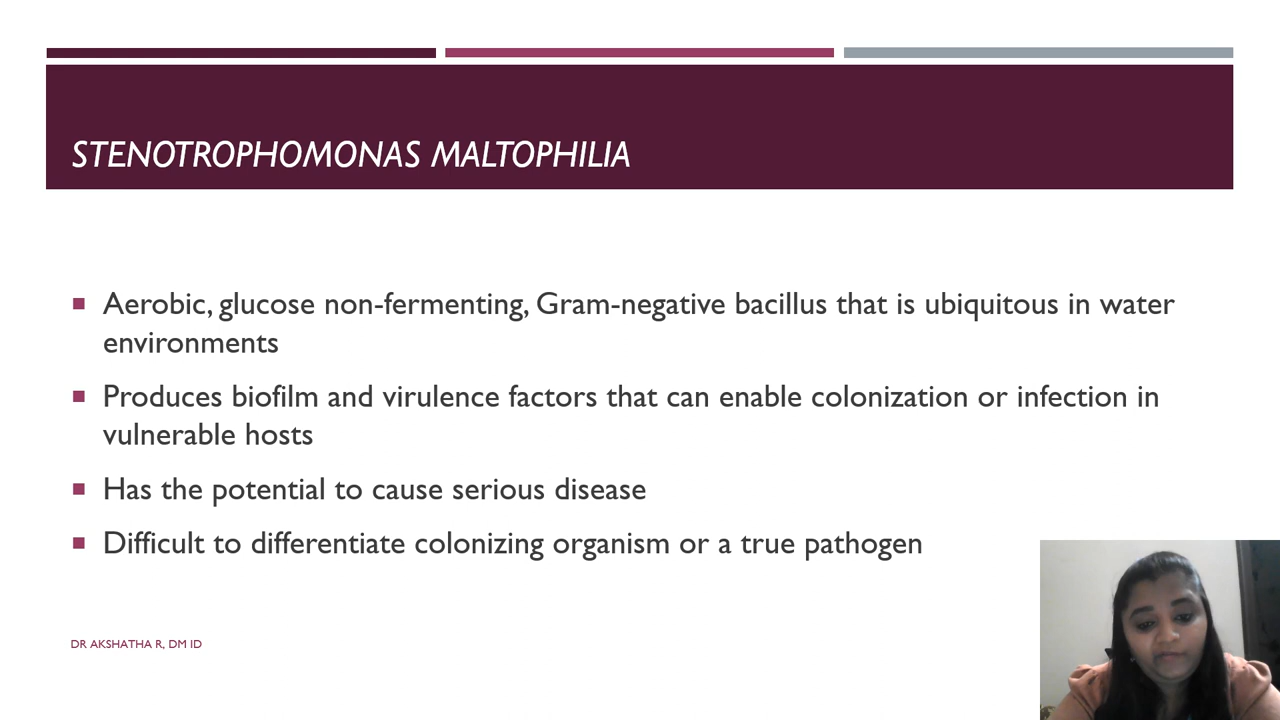 STENOTROPHOMONAS MALTOPHILIA
Aerobic, glucose non-fermenting, Gram-negative bacillus that is ubiquitous in water
environments
Produces biofilm and virulence factors that can enable colonization or infection in
vulnerable hosts
Has the potential to cause serious disease
Difficult to differentiate colonizing organism or a true pathogen
DR AKSHATHA R, DM ID